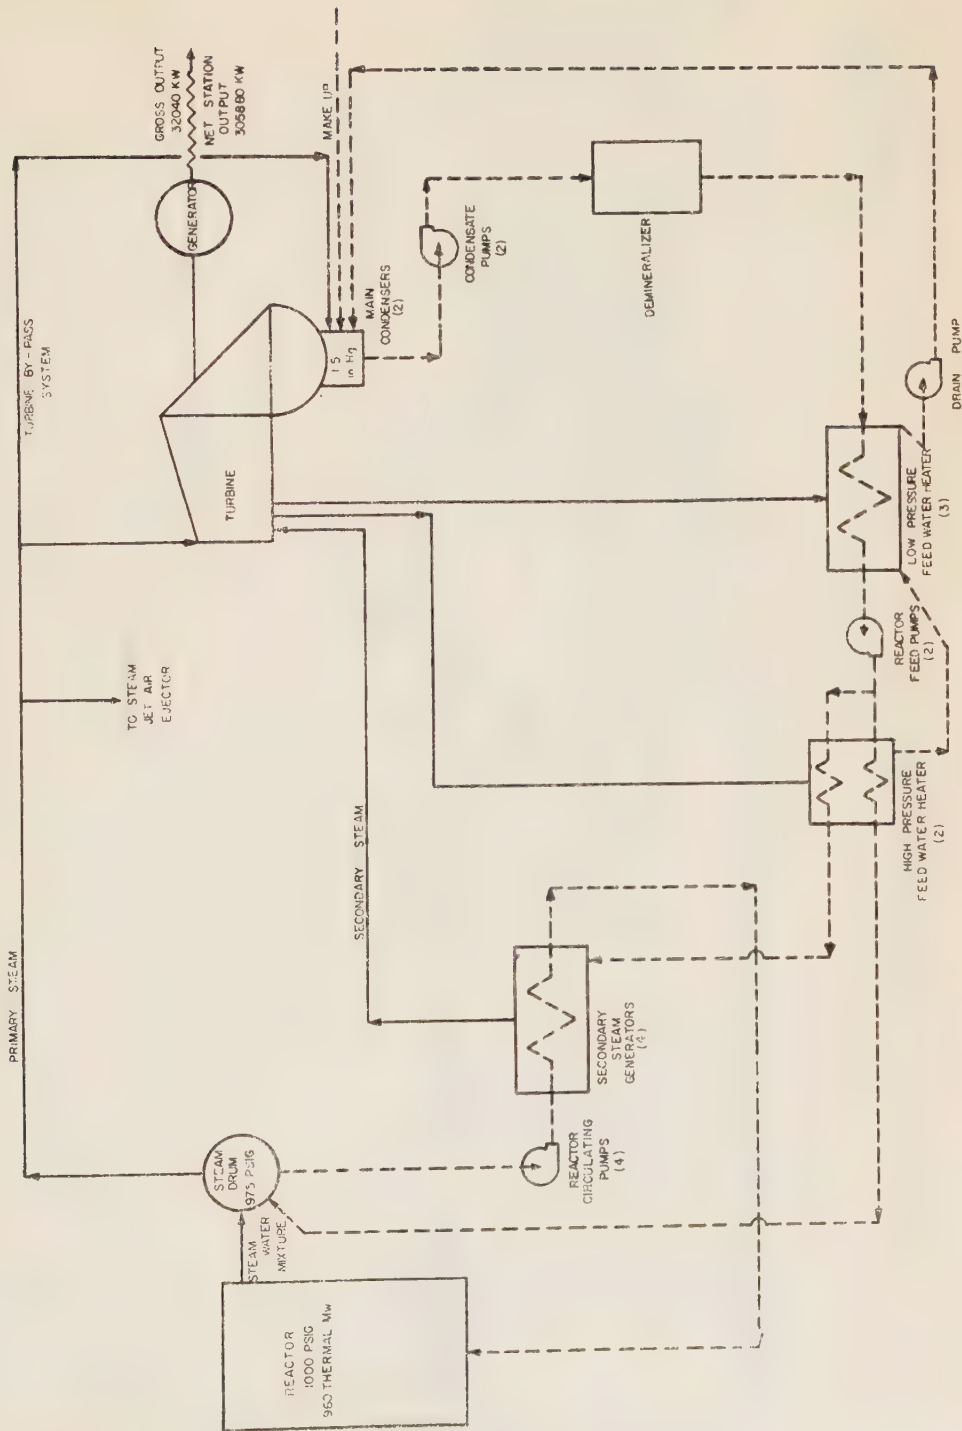 PRIMARY STEAM
TURBINE BY-PASS
SYSTEM
GROSS OUTPUT
32040 KW
NET STATION
OUTPUT
305880 KW
GENERATOR
MAKE UP
TO STEAM
JET AIR
EJECTOR
TURBINE
1.5
in Hg
MAIN
CONDENSERS
(2)
CONDENSATE
PUMPS
(2)
DEMINERALIZER
STEAM
DRUM
975 PSIG
STEAM
WATER
MIXTURE
REACTOR
1000 PSIG
960 THERMAL MW
SECONDARY STEAM
REACTOR
CIRCULATING
PUMPS
(4)
SECONDARY
STEAM
GENERATORS
(4)
HIGH PRESSURE
FEED WATER HEATER
(2)
REACTOR
FEED PUMPS
(2)
LOW PRESSURE
FEED WATER HEATER
(3)
DRAIN PUMP